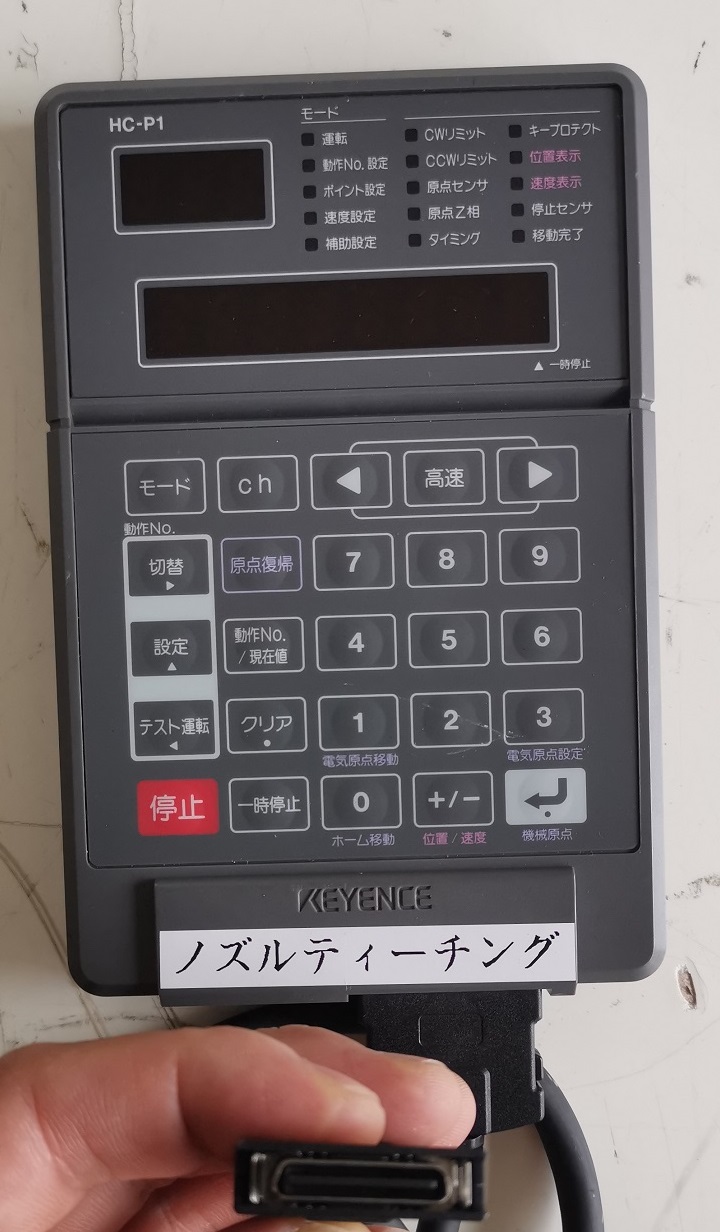 HC-P1
モード
運転
動作No. 設定
ポイント設定
速度設定
補助設定
CWリミット
CCWリミット
原点センサ
原点Z相
タイミング
キープロテクト
位置表示
速度表示
停止センサ
移動完了
▲ 一時停止
モード
ch
◀
高速
▶
動作No.
切替
▶
原点復帰
7
8
9
設定
▲
動作No.
/ 現在値
4
5
6
テスト運転
◀
クリア
•
1
2
3
電気原点移動
電気原点設定
停止
一時停止
0
+/−
ホーム移動
位置 / 速度
機械原点
KEYENCE
ノズルティーチング